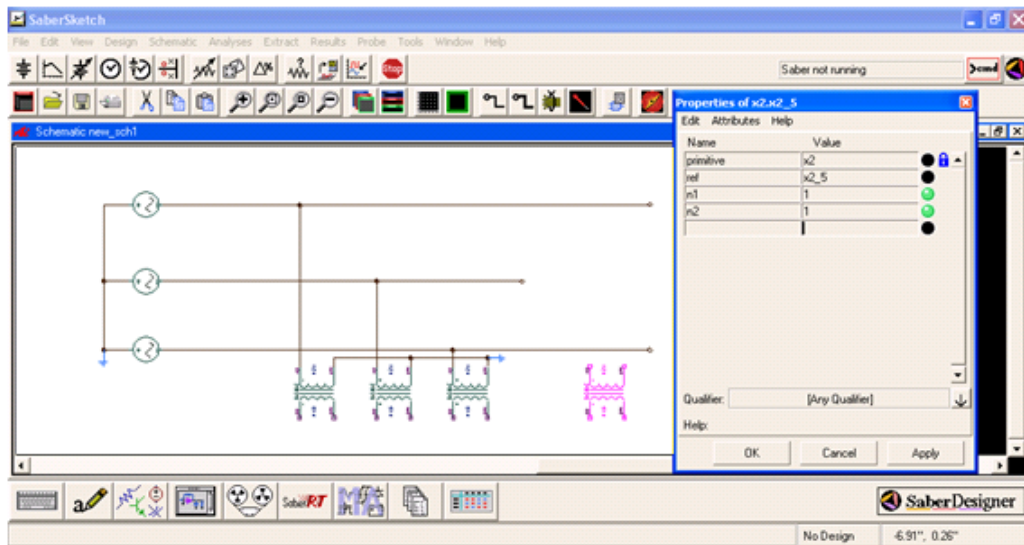 SaberSketch
File Edit View Design Schematic Analyses Extract Results Probe Tools Window Help
Saber not running
>cmd
Stop
Schematic new_sch1
Properties of x2.x2_5
Edit Attributes Help
Name Value
primitive x2
ref x2_5
n1 1
n2 1
Qualifier: [Any Qualifier]
Help:
OK Cancel Apply
SaberRT
SaberDesigner
No Design -6.91", 0.26"